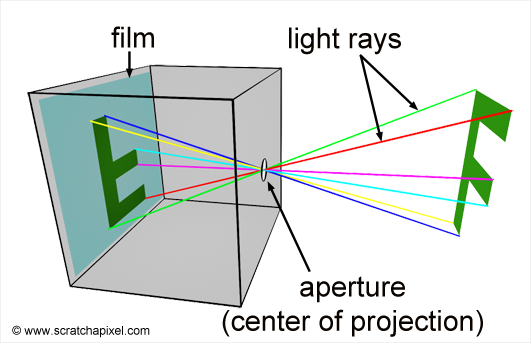 film
light rays
aperture
(center of projection)
© www.scratchapixel.com